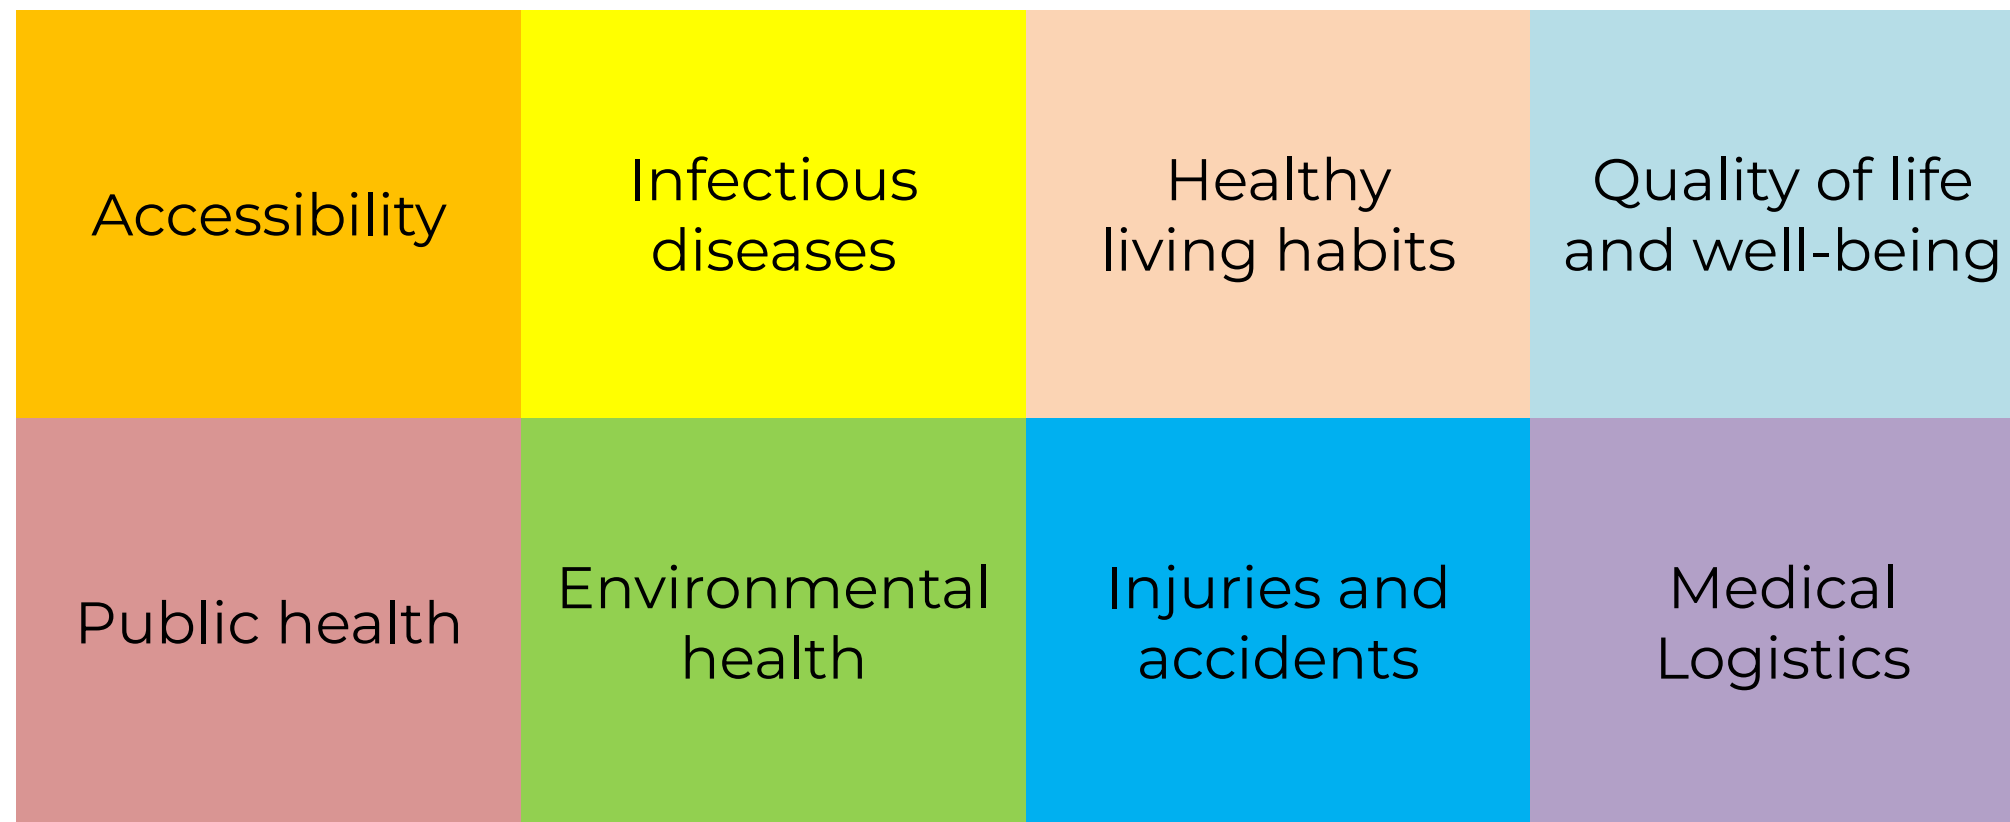 Accessibility
Infectious
diseases
Healthy
living habits
Quality of life
and well-being
Public health
Environmental
health
Injuries and
accidents
Medical
Logistics